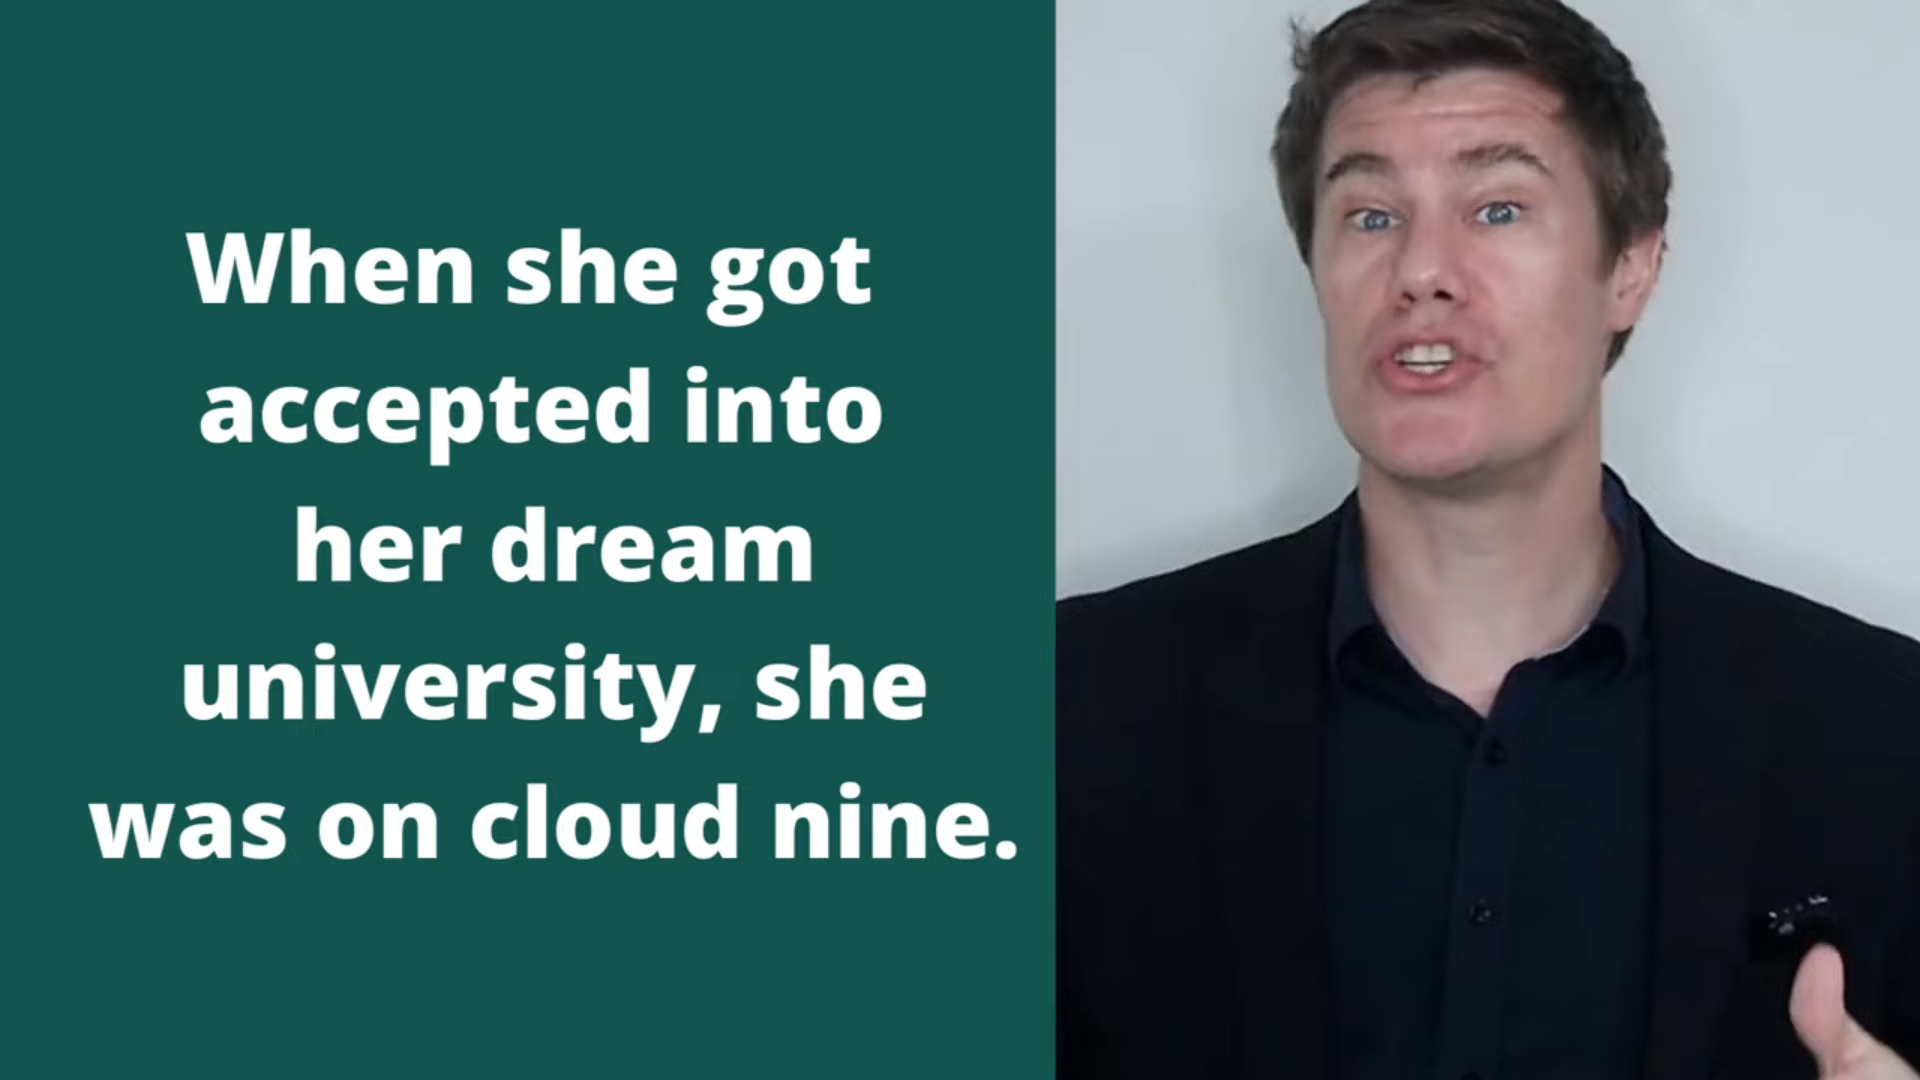 When she got
accepted into
her dream
university, she
was on cloud nine.